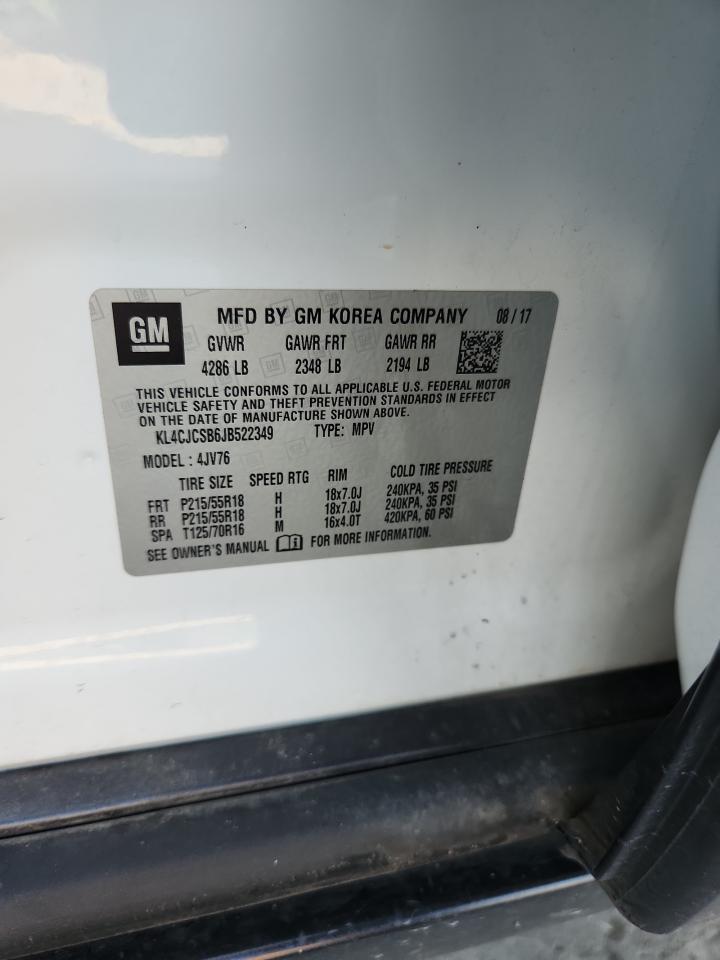 GM MFD BY GM KOREA COMPANY 08/17
GVWR GAWR FRT GAWR RR
4286 LB 2348 LB 2194 LB
THIS VEHICLE CONFORMS TO ALL APPLICABLE U.S. FEDERAL MOTOR
VEHICLE SAFETY AND THEFT PREVENTION STANDARDS IN EFFECT
ON THE DATE OF MANUFACTURE SHOWN ABOVE.
KL4CJCSB6JB522349 TYPE: MPV
MODEL : 4JV76
TIRE SIZE SPEED RTG RIM COLD TIRE PRESSURE
FRT P215/55R18 H 18x7.0J 240KPA, 35 PSI
RR P215/55R18 H 18x7.0J 240KPA, 35 PSI
SPA T125/70R16 M 16x4.0T 420KPA, 60 PSI
SEE OWNER'S MANUAL FOR MORE INFORMATION.